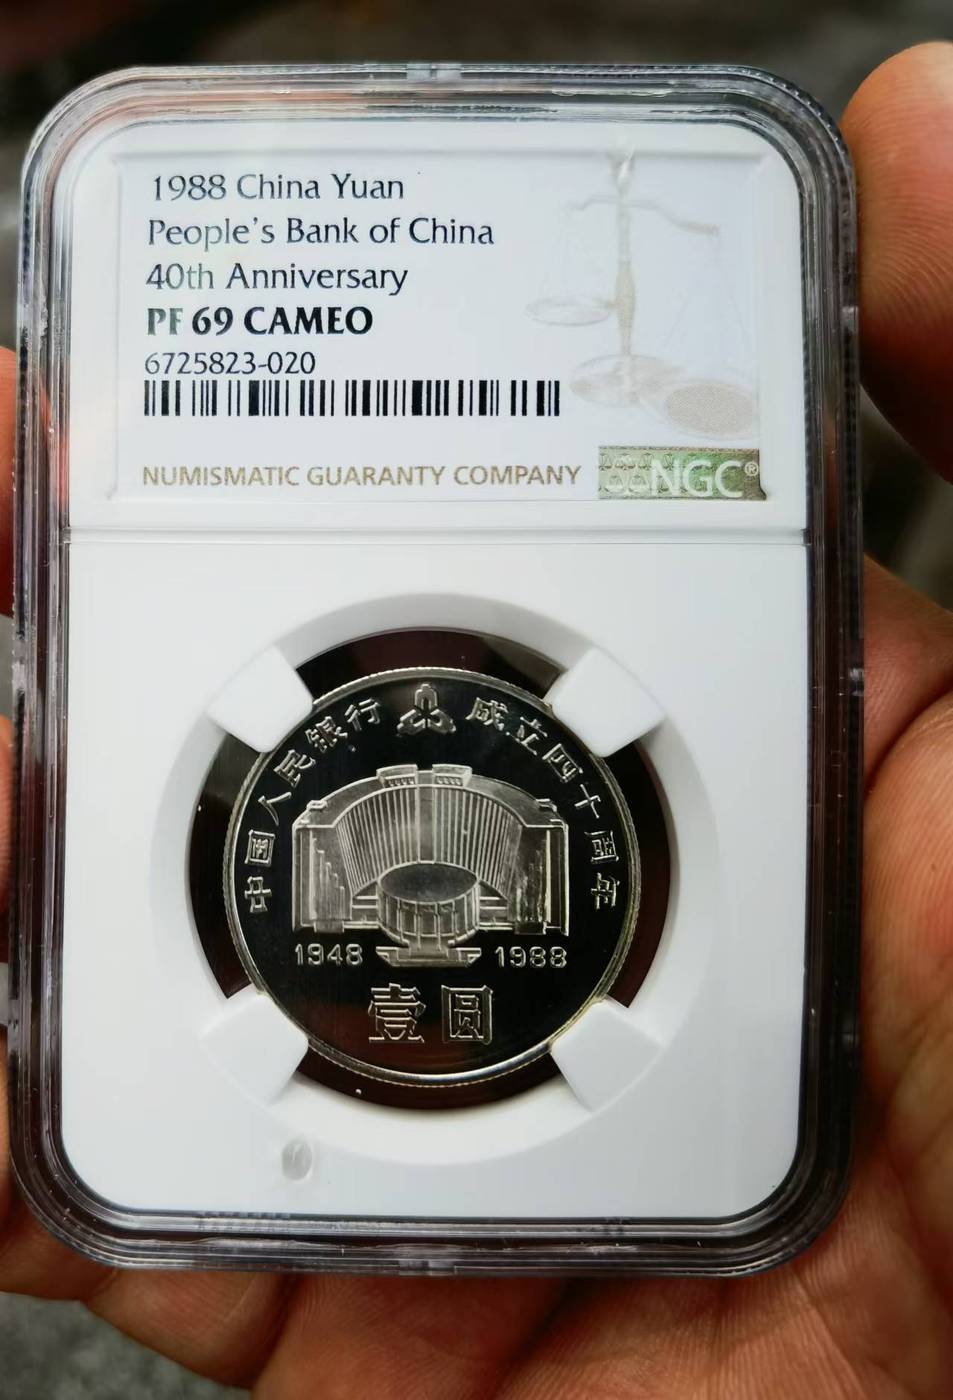 1988 China Yuan
People's Bank of China
40th Anniversary
PF 69 CAMEO
6725823-020
NUMISMATIC GUARANTY COMPANY
NGC®
中国人民银行 成立四十周年
1948 1988
壹圆